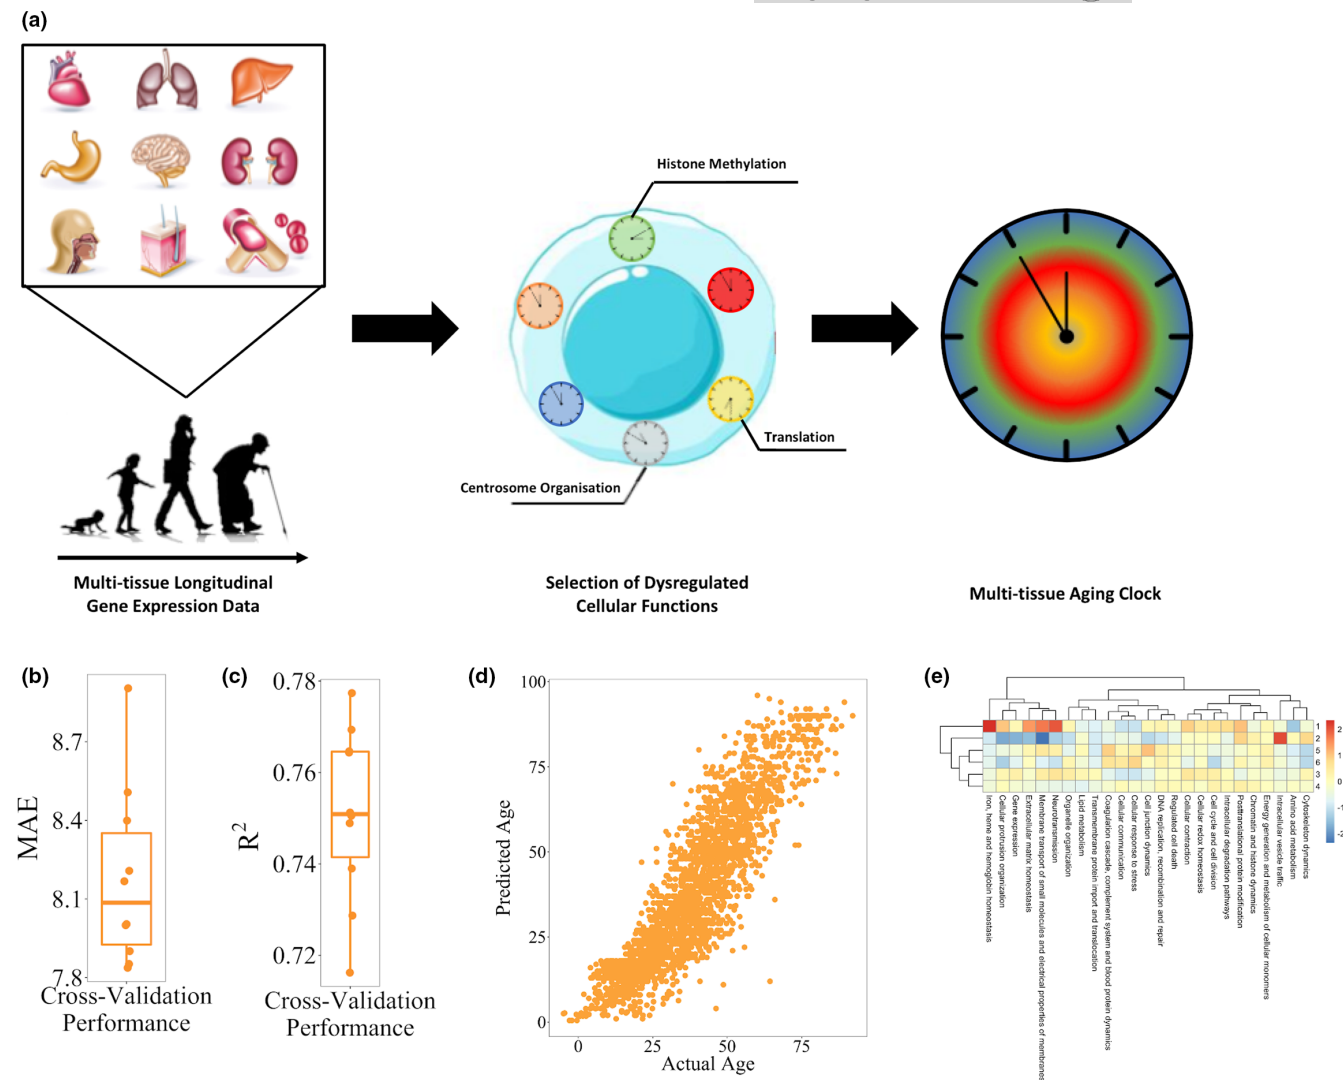 (a)
Histone Methylation
Translation
Centrosome Organisation
Multi-tissue Longitudinal
Gene Expression Data
Selection of Dysregulated
Cellular Functions
Multi-tissue Aging Clock
(b)
MAE
8.7
8.4
8.1
7.8
Cross-Validation
Performance
(c)
R²
0.78
0.76
0.74
0.72
Cross-Validation
Performance
(d)
Predicted Age
100
75
50
25
0
0 25 50 75
Actual Age
(e)
1
2
5
6
3
4
2
1
0
-1
-2
Iron, heme and hemoglobin homeostasis
Cellular protrusion organization
Gene expression
Extracellular matrix homeostasis
Membrane transport of small molecules and electrical properties of membranes
Neurotransmission
Organelle organization
Lipid metabolism
Transmembrane protein import and translocation
Coagulation cascade, complement system and blood protein dynamics
Cellular communication
Cellular response to stress
Cell junction dynamics
DNA replication, recombination and repair
Regulated cell death
Cellular contraction
Cellular redox homeostasis
Cell cycle and cell division
Intracellular degradation pathways
Posttranslational protein modification
Chromatin and histone dynamics
Energy generation and metabolism of cellular monomers
Intracellular vesicle traffic
Amino acid metabolism
Cytoskeleton dynamics